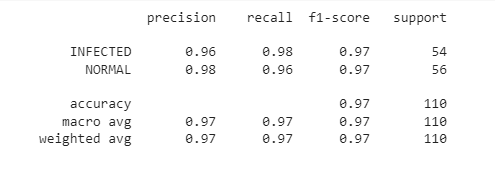 precision recall f1-score support
INFECTED 0.96 0.98 0.97 54
NORMAL 0.98 0.96 0.97 56
accuracy 0.97 110
macro avg 0.97 0.97 0.97 110
weighted avg 0.97 0.97 0.97 110